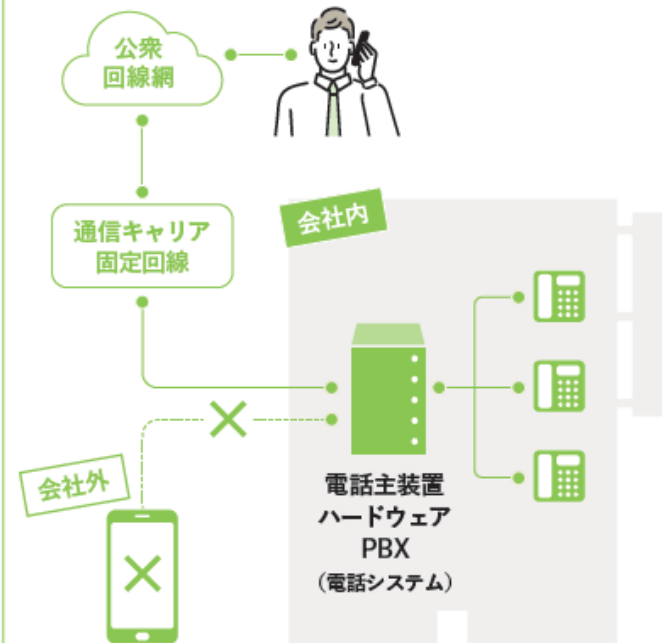 公衆
回線網
通信キャリア
固定回線
会社内
会社外
電話主装置
ハードウェア
PBX
（電話システム）